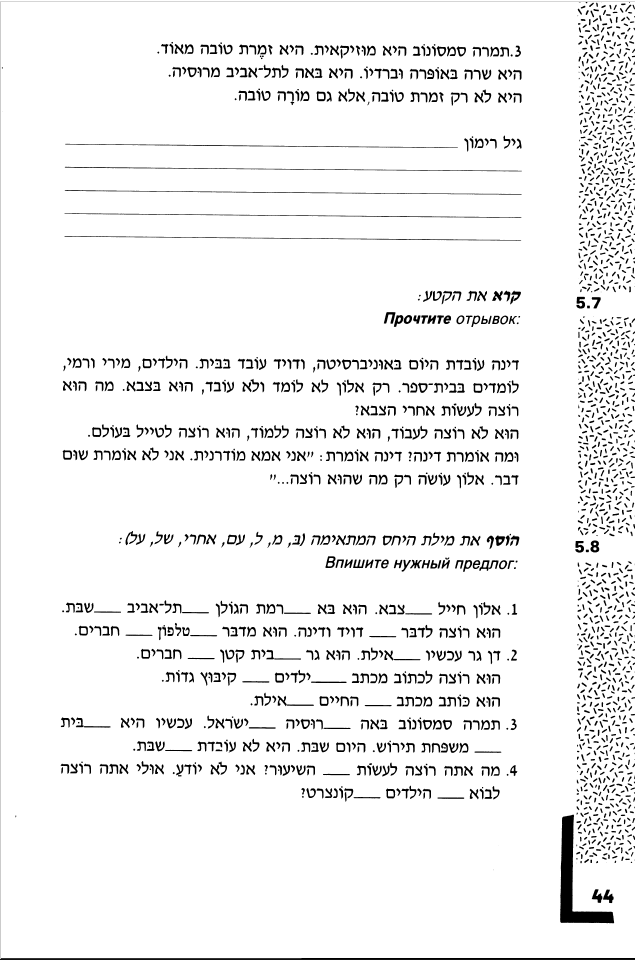 3. תמרה סמסונוב היא מוזיקאית. היא זמֶרת טובה מאוד.
היא שרה באופרה וברדיו. היא באה לתל־אביב מרוסיה.
היא לא רק זמרת טובה, אלא גם מורָה טובה.
גיל רימון ____________
קרא את הקטע:
5.7
Прочтите отрывок:
דינה עובדת היום באוניברסיטה, ודויד עובד בבית. הילדים, מירי ורמי,
לומדים בבית־ספר. רק אלון לא לומד ולא עובד, הוא בצבא. מה הוא
רוצה לעשות אחרי הצבא?
הוא לא רוצה לעבוד, הוא לא רוצה ללמוד, הוא רוצה לטייל בעולם.
ומה אומרת דינה? דינה אומרת: "אני אמא מודרנית. אני לא אומרת שום
דבר. אלון עושׂה רק מה שהוא רוצה..."
הוסף את מילת היחס המתאימה (בּ, מ, ל, עם, אחרי, של, על):
5.8
Впишите нужный предлог:
1. אלון חייל ____צבא. הוא בא ____רמת הגולן ____תל־אביב ____שבת.
הוא רוצה לדבר ____ דויד ודינה. הוא מדבר ____טלפון ____ חברים.
2. דן גר עכשיו ____אילת. הוא גר ____בית קטן ____ חברים.
הוא רוצה לכתוב מכתב ____ילדים ____ קיבוץ גדות.
הוא כותב מכתב ____ החיים ____אילת.
3. תמרה סמסונוב באה ____רוסיה ____ישׂראל. עכשיו היא ____בית
____ משפחת תירוש. היום שבת. היא לא עובדת ____שבת.
4. מה אתה רוצה לעשׂות ____ השיעור? אני לא יודעַ. אולי אתה רוצה
לבוא ____ הילדים ____קונצרט?
44